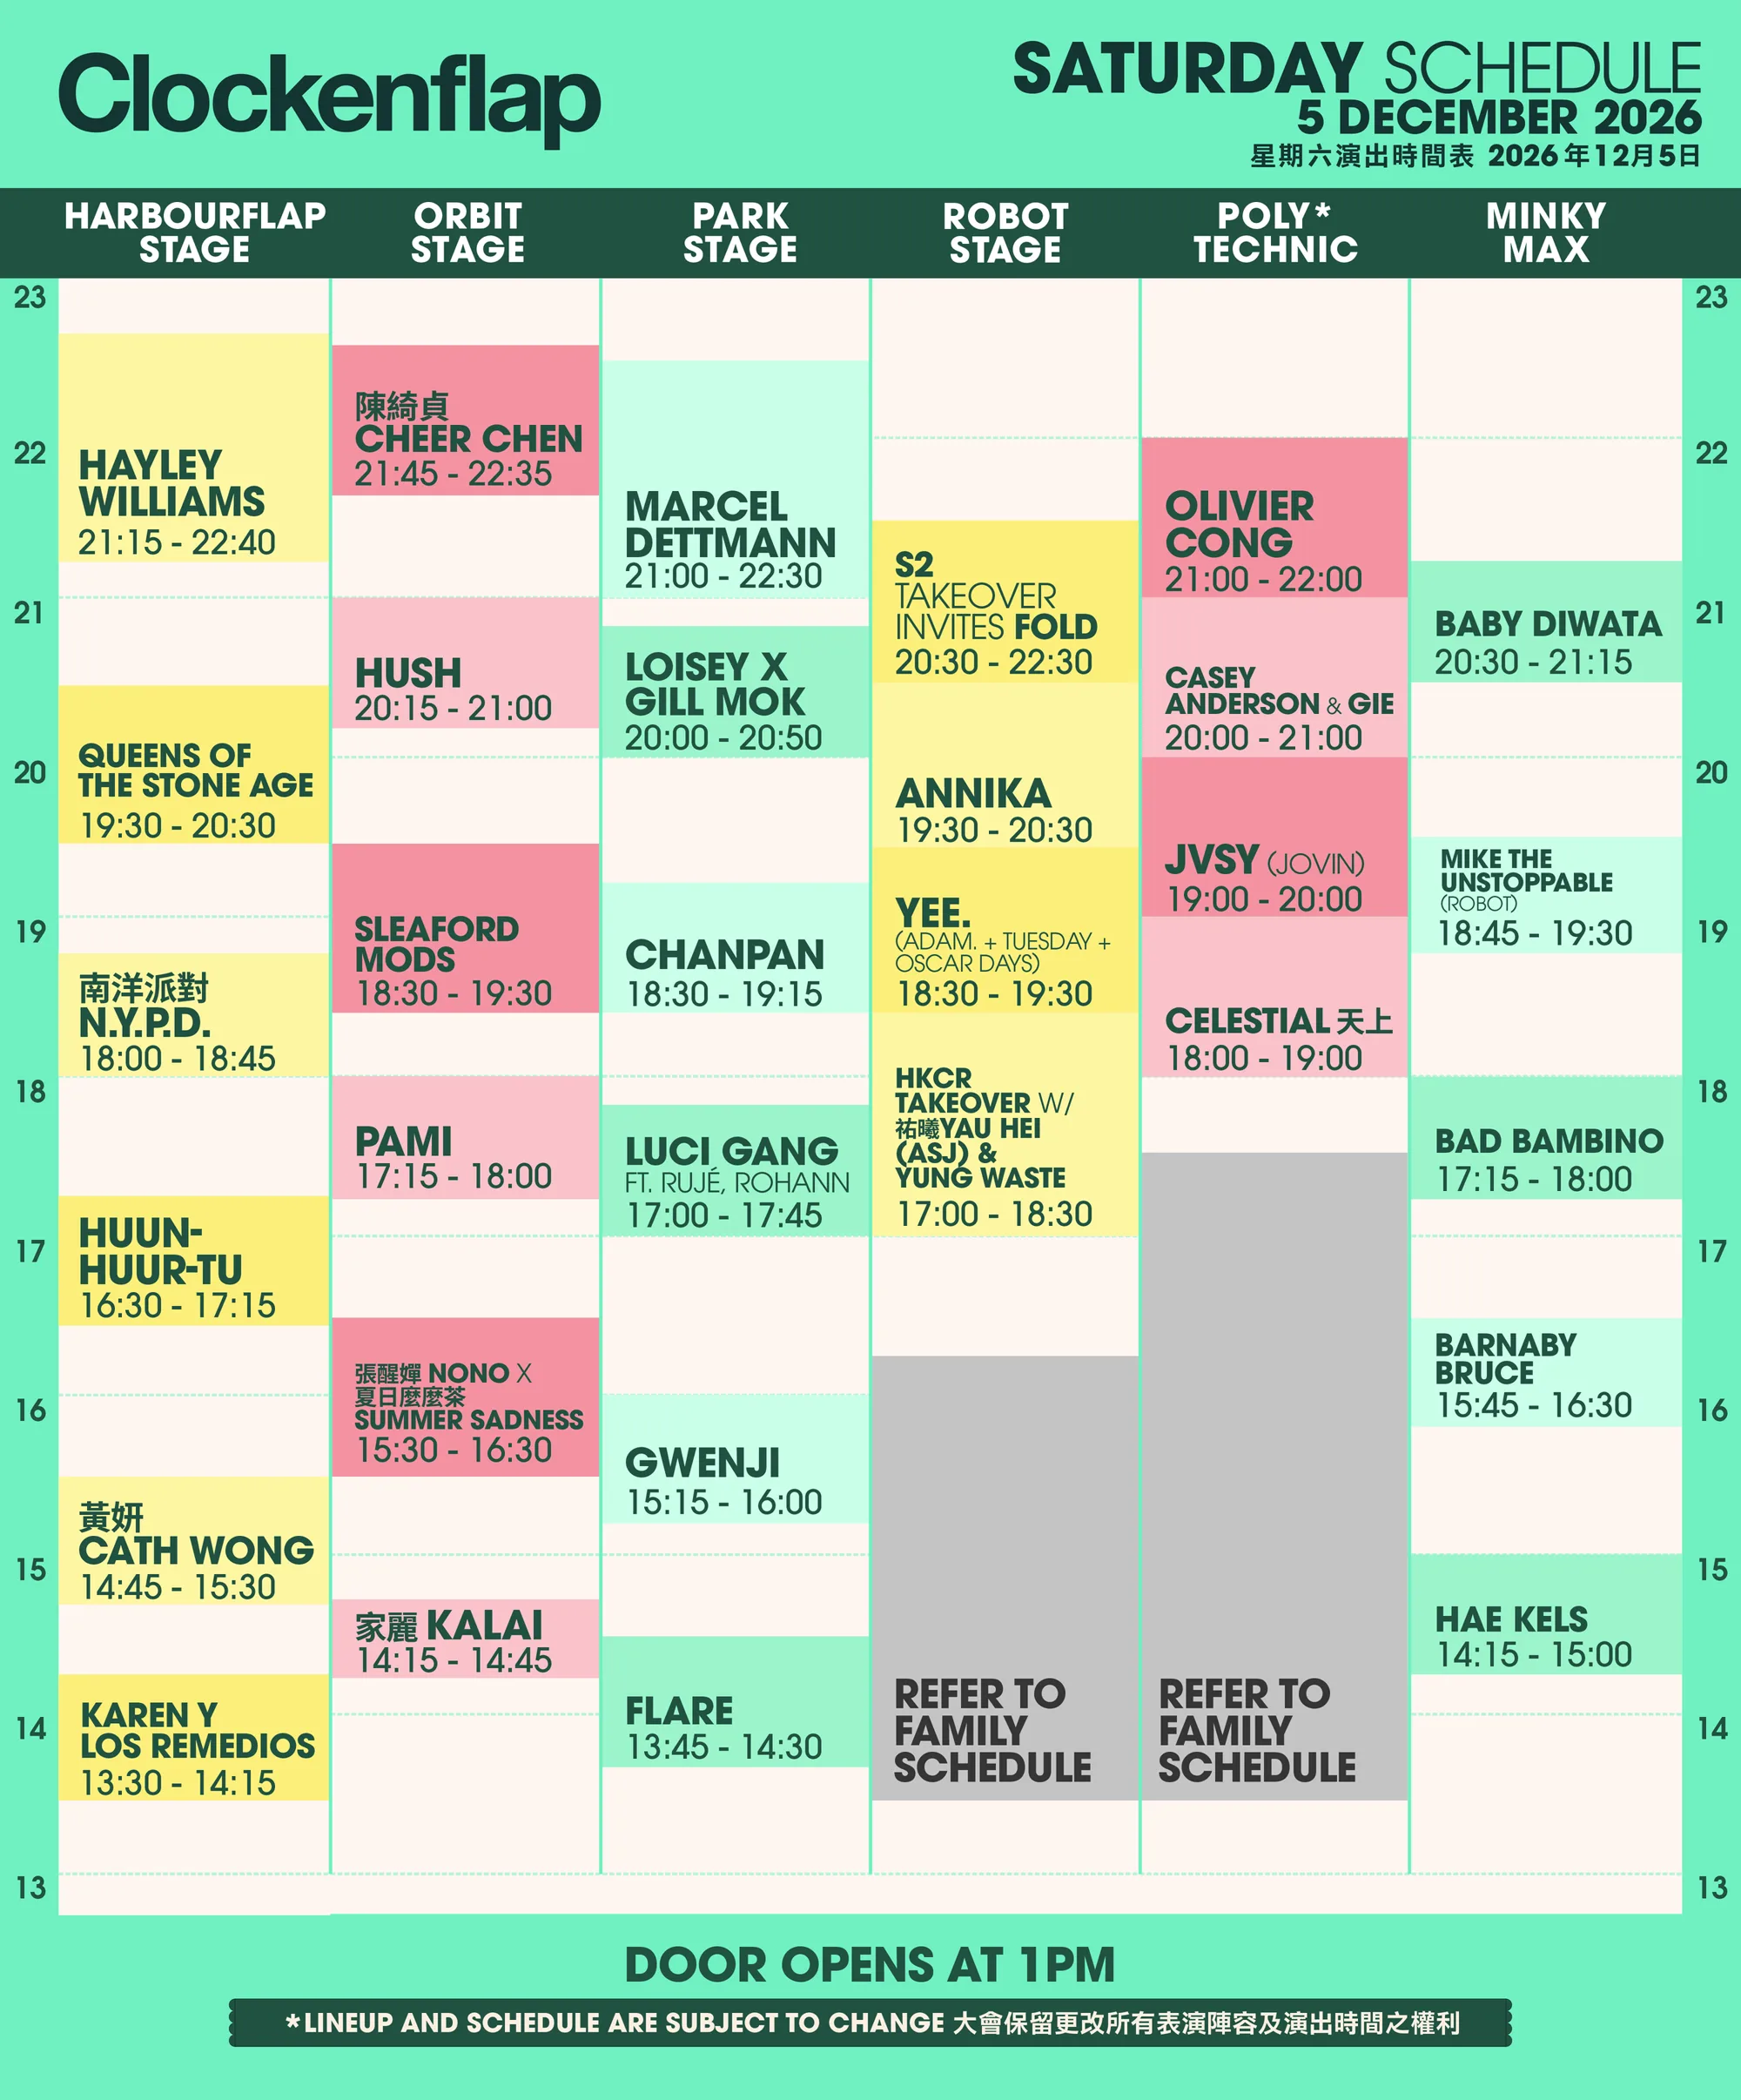 Clockenflap
SATURDAY SCHEDULE
5 DECEMBER 2026
星期六演出時間表 2026年12月5日
HARBOURFLAP
STAGE
ORBIT
STAGE
PARK
STAGE
ROBOT
STAGE
POLY*
TECHNIC
MINKY
MAX
23
22
21
20
19
18
17
16
15
14
13
HAYLEY
WILLIAMS
21:15 - 22:40
QUEENS OF
THE STONE AGE
19:30 - 20:30
南洋派對
N.Y.P.D.
18:00 - 18:45
HUUN-
HUUR-TU
16:30 - 17:15
黃妍
CATH WONG
14:45 - 15:30
KAREN Y
LOS REMEDIOS
13:30 - 14:15
陳綺貞
CHEER CHEN
21:45 - 22:35
HUSH
20:15 - 21:00
SLEAFORD
MODS
18:30 - 19:30
PAMI
17:15 - 18:00
張醒嬋 NONO X
夏日麼麼茶
SUMMER SADNESS
15:30 - 16:30
家麗 KALAI
14:15 - 14:45
MARCEL
DETTMANN
21:00 - 22:30
LOISEY X
GILL MOK
20:00 - 20:50
CHANPAN
18:30 - 19:15
LUCI GANG
FT. RUJÉ, ROHANN
17:00 - 17:45
GWENJI
15:15 - 16:00
FLARE
13:45 - 14:30
S2
TAKEOVER
INVITES FOLD
20:30 - 22:30
ANNIKA
19:30 - 20:30
YEE.
(ADAM. + TUESDAY +
OSCAR DAYS)
18:30 - 19:30
HKCR
TAKEOVER W/
祐曦YAU HEI
(ASJ) &
YUNG WASTE
17:00 - 18:30
REFER TO
FAMILY
SCHEDULE
OLIVIER
CONG
21:00 - 22:00
CASEY
ANDERSON & GIE
20:00 - 21:00
JVSY (JOVIN)
19:00 - 20:00
CELESTIAL 天上
18:00 - 19:00
REFER TO
FAMILY
SCHEDULE
BABY DIWATA
20:30 - 21:15
MIKE THE
UNSTOPPABLE
(ROBOT)
18:45 - 19:30
BAD BAMBINO
17:15 - 18:00
BARNABY
BRUCE
15:45 - 16:30
HAE KELS
14:15 - 15:00
23
22
21
20
19
18
17
16
15
14
13
DOOR OPENS AT 1PM
*LINEUP AND SCHEDULE ARE SUBJECT TO CHANGE 大會保留更改所有表演陣容及演出時間之權利